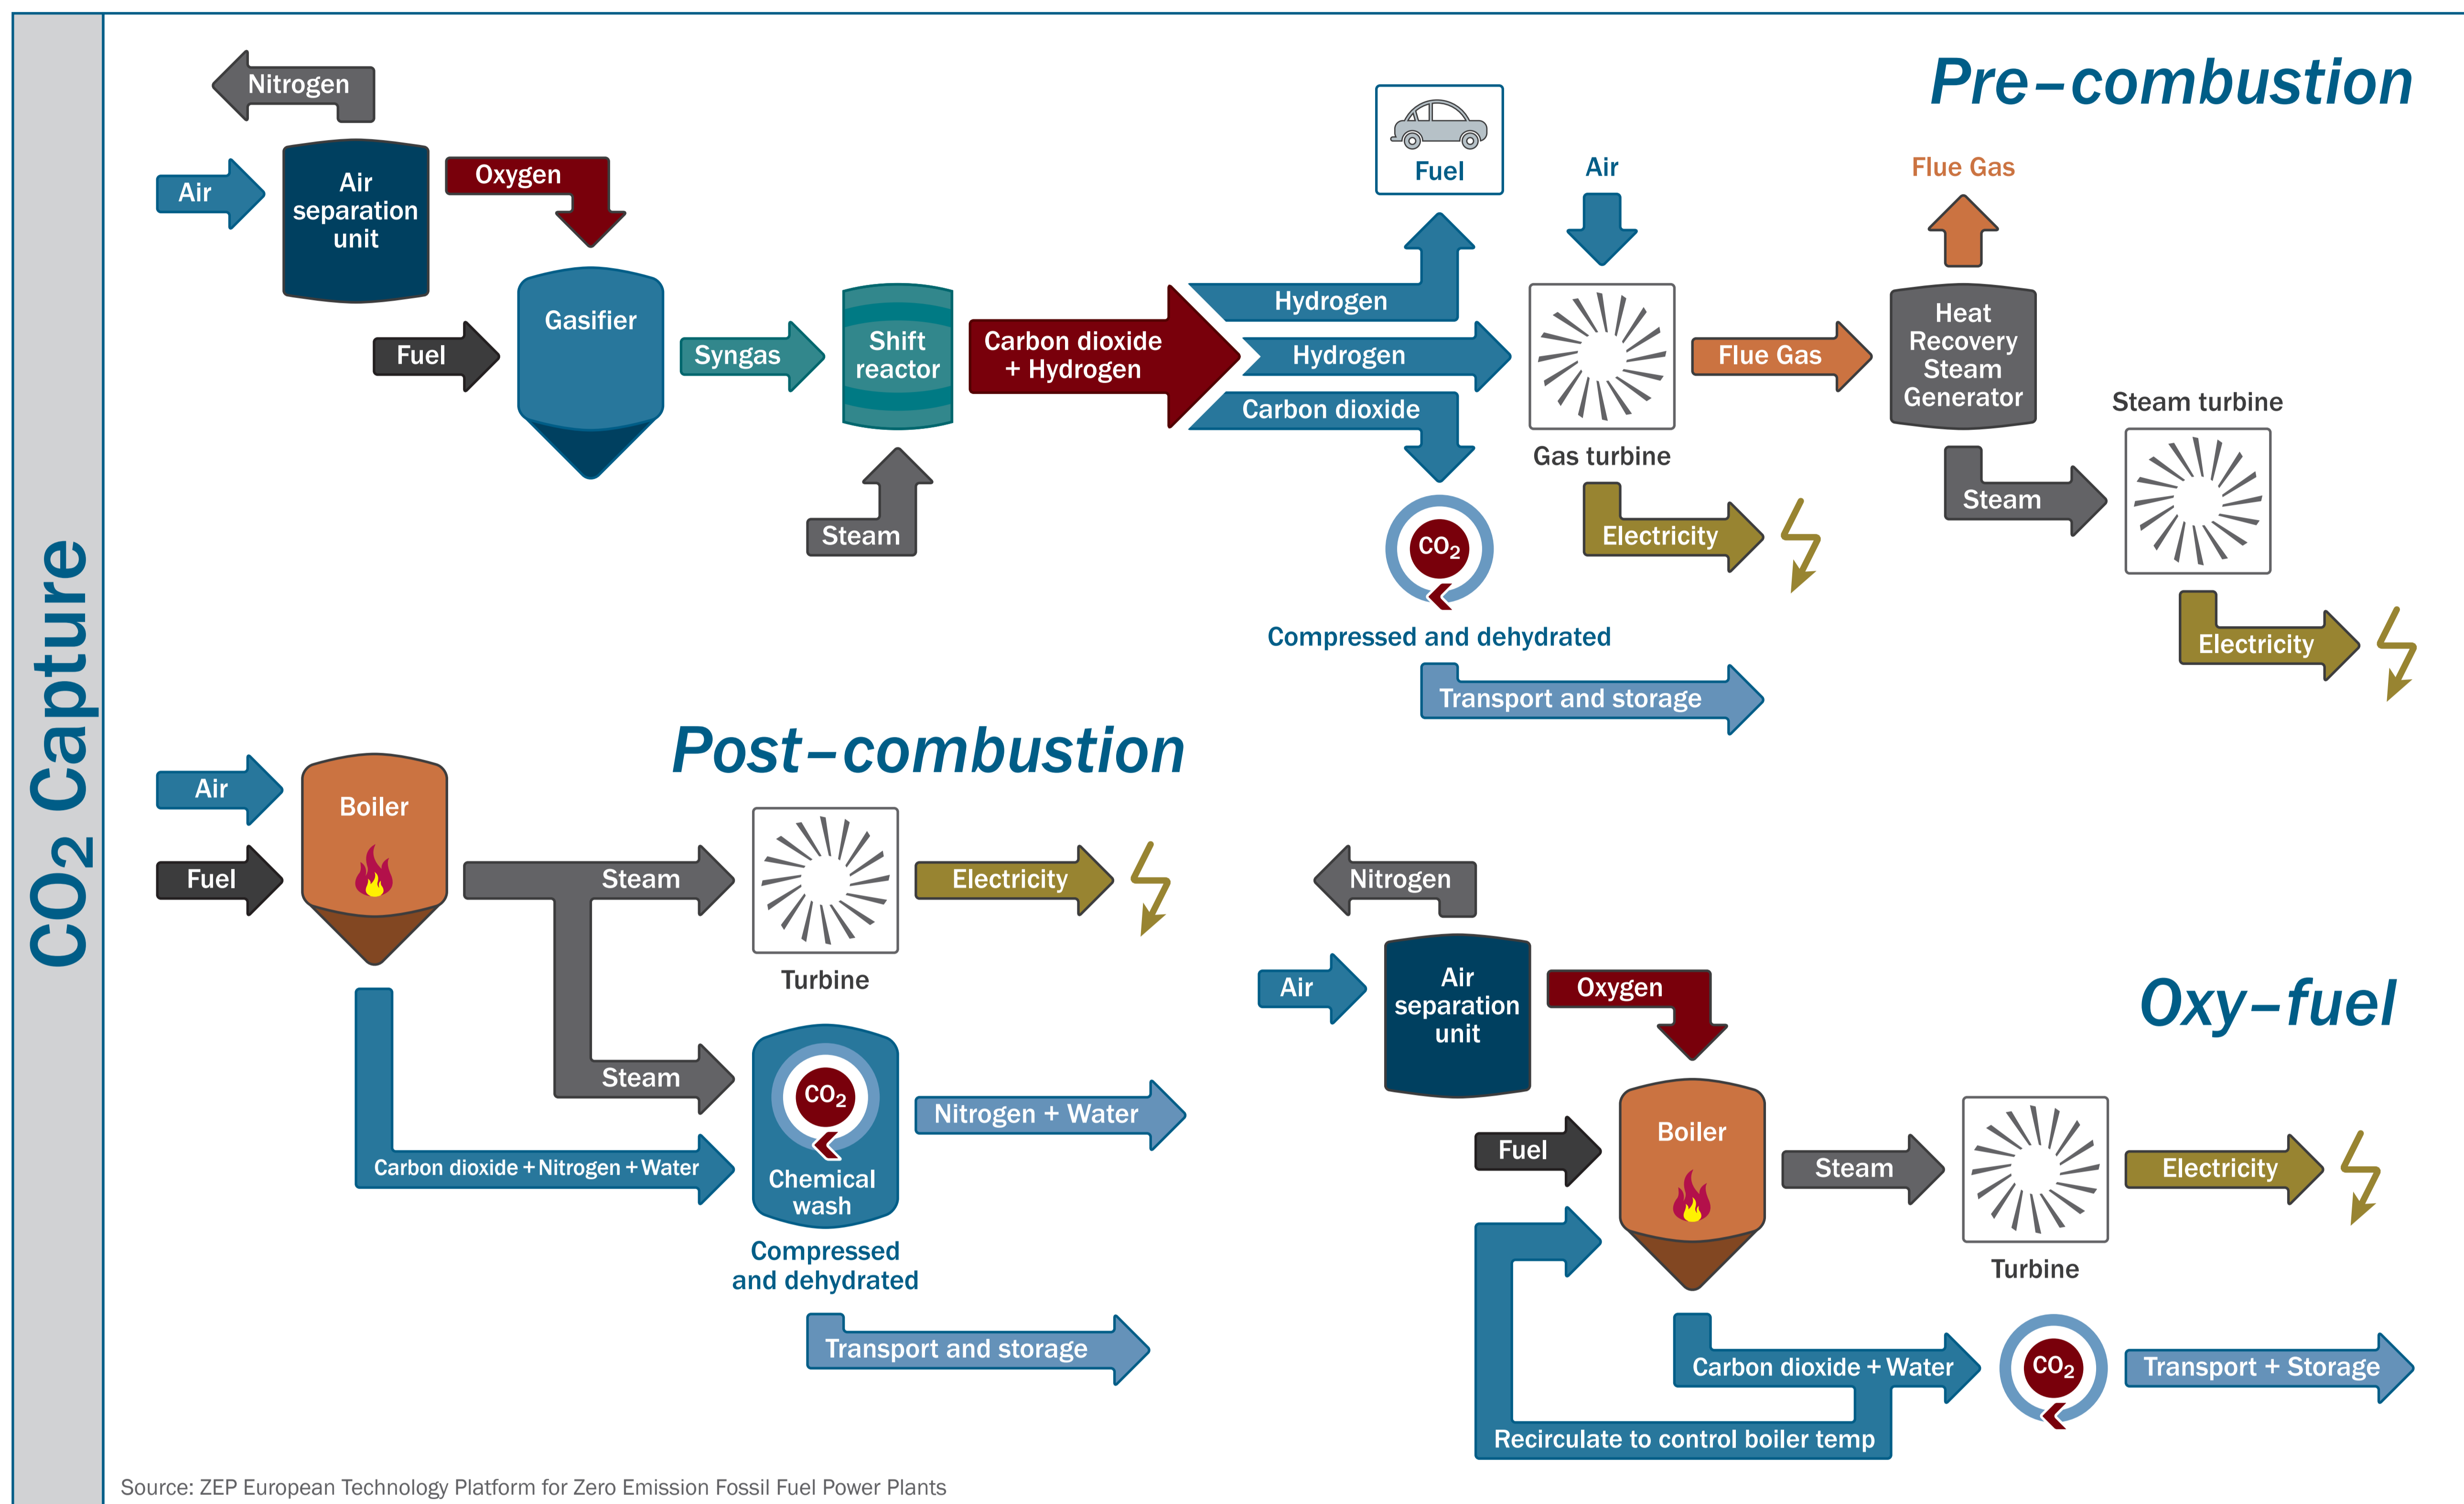 CO2 Capture
Pre–combustion
Nitrogen
Air
Air
separation
unit
Oxygen
Fuel
Gasifier
Syngas
Shift
reactor
Steam
Carbon dioxide
+ Hydrogen
Hydrogen
Hydrogen
Carbon dioxide
Fuel
Air
Gas turbine
Electricity
CO2
Compressed and dehydrated
Transport and storage
Flue Gas
Flue Gas
Heat
Recovery
Steam
Generator
Steam
Steam turbine
Electricity
Post–combustion
Air
Fuel
Boiler
Steam
Steam
Turbine
Electricity
Carbon dioxide + Nitrogen + Water
CO2
Chemical
wash
Nitrogen + Water
Compressed
and dehydrated
Transport and storage
Oxy–fuel
Nitrogen
Air
Air
separation
unit
Oxygen
Fuel
Boiler
Steam
Turbine
Electricity
Carbon dioxide + Water
Recirculate to control boiler temp
CO2
Transport + Storage
Source: ZEP European Technology Platform for Zero Emission Fossil Fuel Power Plants